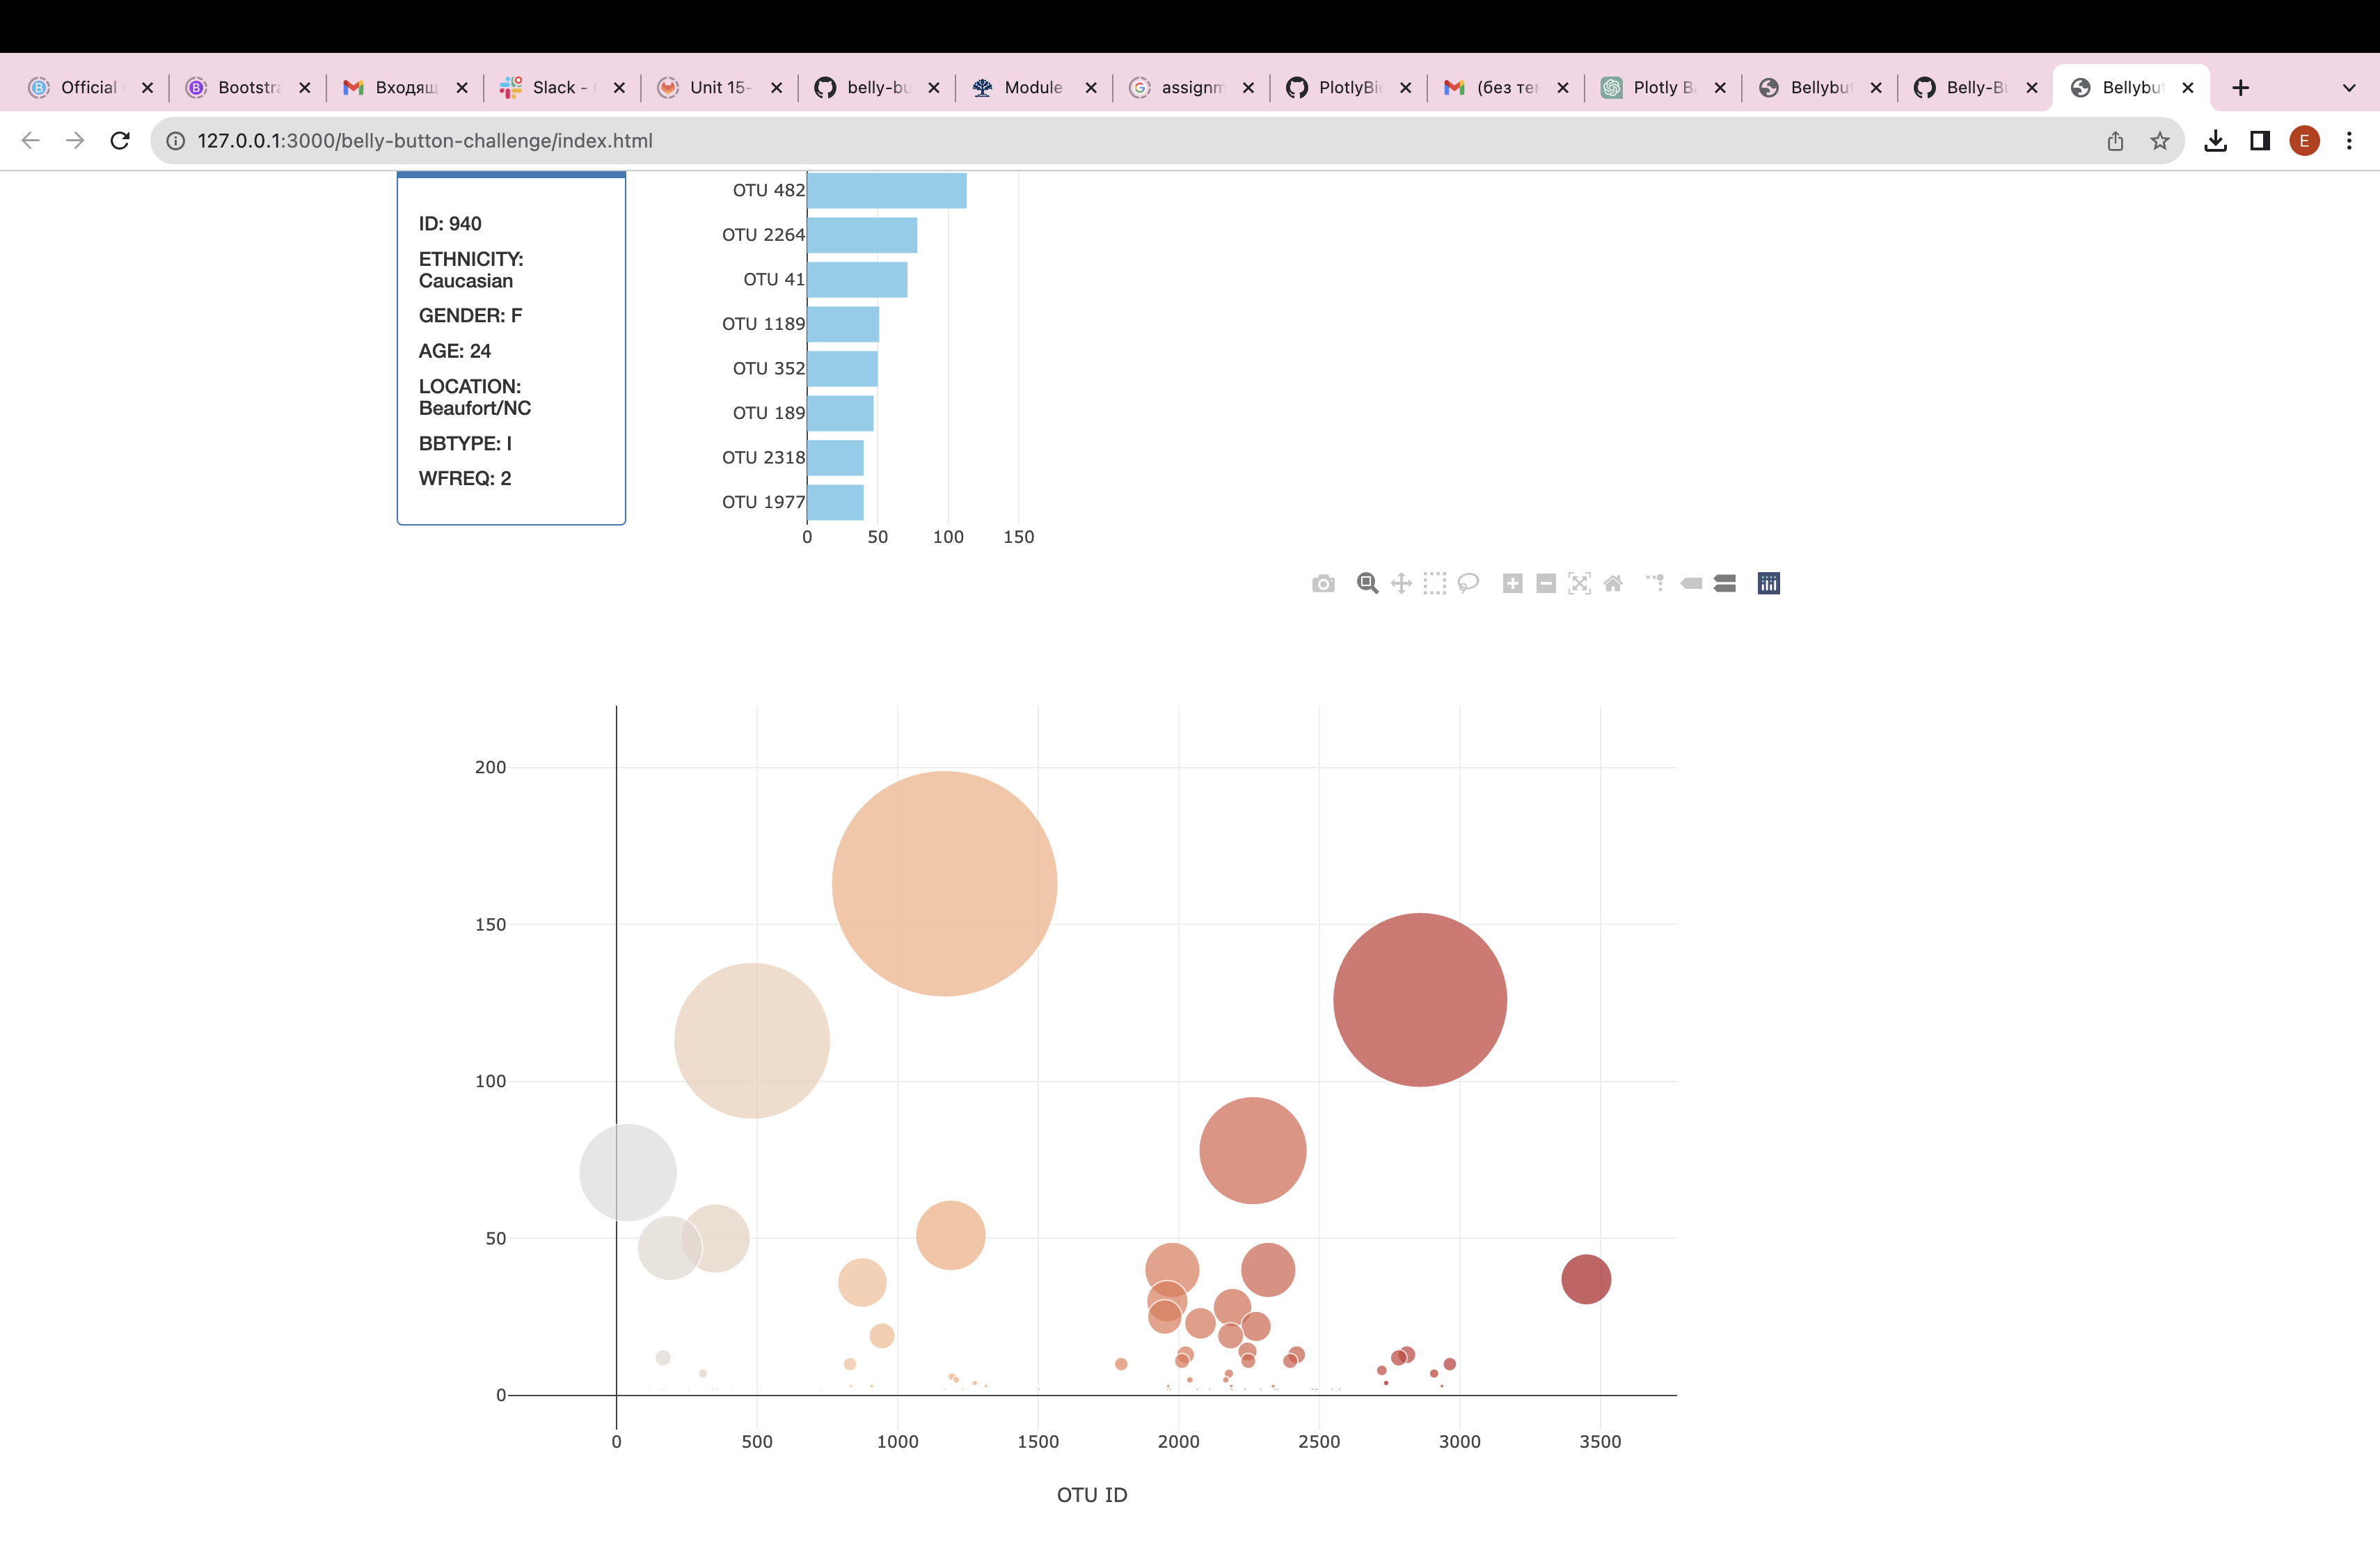 Official
Bootstra
Входящ
Slack -
Unit 15-
belly-bu
Module
assignm
PlotlyBi
(без те
Plotly B
Bellybut
Belly-Bu
Bellybut
127.0.0.1:3000/belly-button-challenge/index.html
E
ID: 940
ETHNICITY:
Caucasian
GENDER: F
AGE: 24
LOCATION:
Beaufort/NC
BBTYPE: I
WFREQ: 2
OTU 482
OTU 2264
OTU 41
OTU 1189
OTU 352
OTU 189
OTU 2318
OTU 1977
0 50 100 150
200
150
100
50
0
0 500 1000 1500 2000 2500 3000 3500
OTU ID